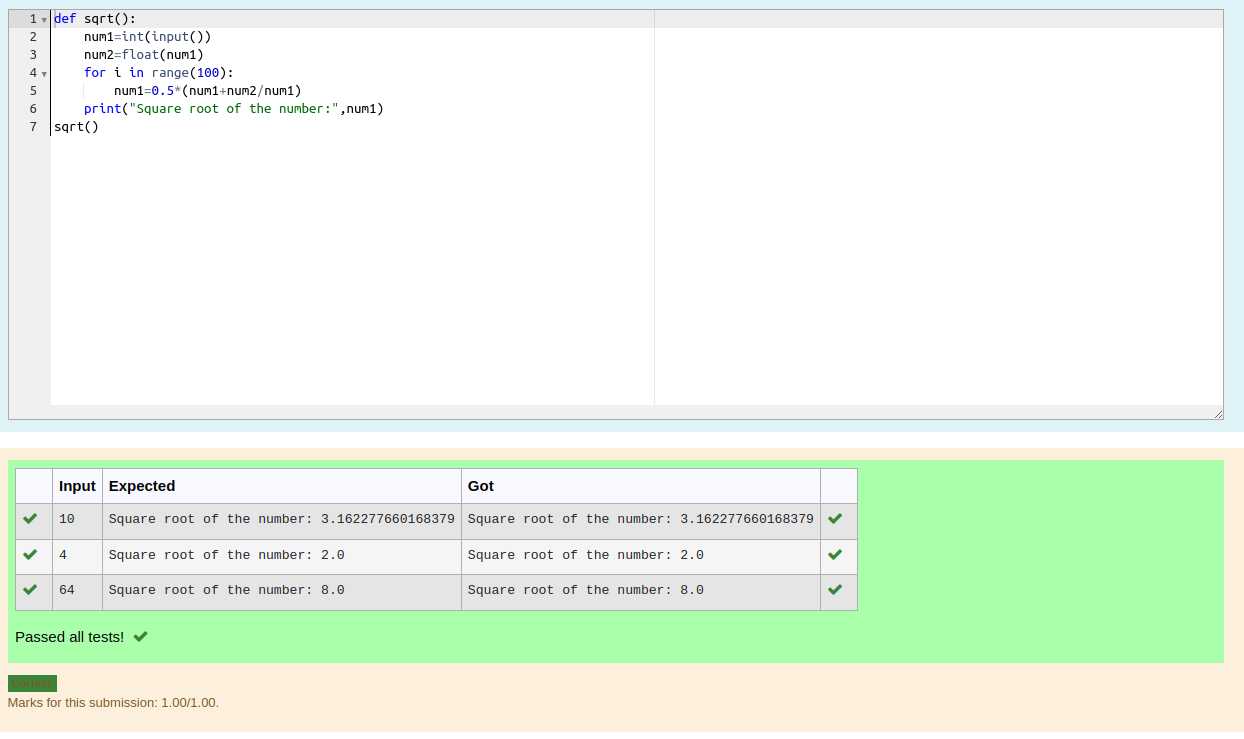 1 def sqrt():
2     num1=int(input())
3     num2=float(num1)
4     for i in range(100):
5         num1=0.5*(num1+num2/num1)
6     print("Square root of the number:",num1)
7 sqrt()
Input Expected Got
10 Square root of the number: 3.162277660168379 Square root of the number: 3.162277660168379
4 Square root of the number: 2.0 Square root of the number: 2.0
64 Square root of the number: 8.0 Square root of the number: 8.0
Passed all tests!
Correct
Marks for this submission: 1.00/1.00.